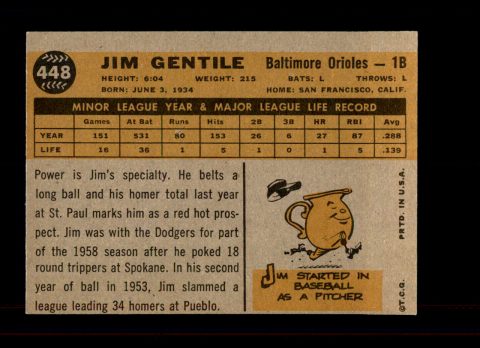 448
JIM GENTILE
Baltimore Orioles — 1B
HEIGHT: 6:04 WEIGHT: 215 BATS: L THROWS: L
BORN: JUNE 3, 1934 HOME: SAN FRANCISCO, CALIF.
MINOR LEAGUE YEAR & MAJOR LEAGUE LIFE RECORD
Games At Bat Runs Hits 2B 3B HR RBI Avg
YEAR 151 531 80 153 26 6 27 87 .288
LIFE 16 36 1 5 0 0 1 5 .139
Power is Jim's specialty. He belts a
long ball and his homer total last year
at St. Paul marks him as a red hot pros-
pect. Jim was with the Dodgers for part
of the 1958 season after he poked 18
round trippers at Spokane. In his second
year of ball in 1953, Jim slammed a
league leading 34 homers at Pueblo.
JIM STARTED IN
BASEBALL
AS A PITCHER
©T.C.G. PRTD. IN U.S.A.